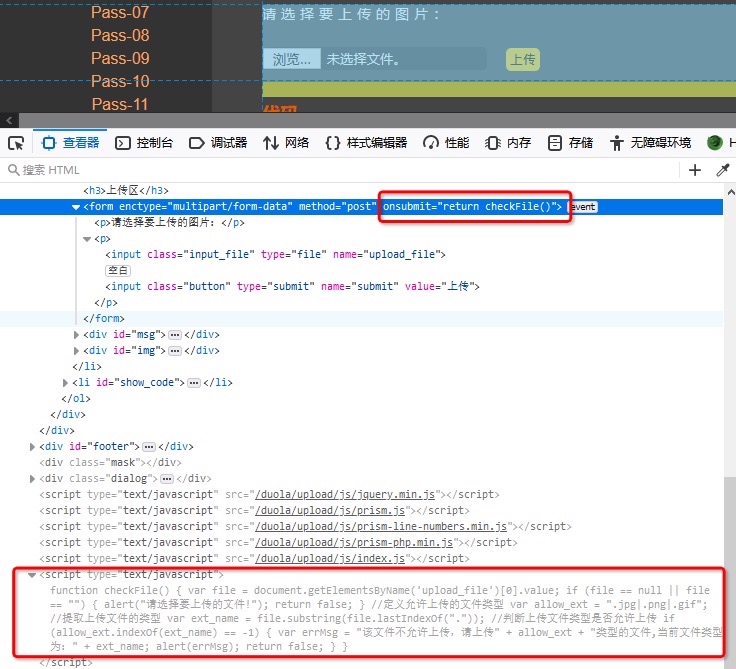 Pass-07
请选择要上传的图片：
Pass-08
Pass-09
浏览... 未选择文件。 上传
Pass-10
Pass-11
查看器 控制台 调试器 网络 {} 样式编辑器 性能 内存 存储 无障碍环境 H
搜索 HTML
<h3>上传区</h3>
<form enctype="multipart/form-data" method="post" onsubmit="return checkFile()"> event
<p>请选择要上传的图片：</p>
<p>
<input class="input_file" type="file" name="upload_file">
空白
<input class="button" type="submit" name="submit" value="上传">
</p>
</form>
<div id="msg">…</div>
<div id="img">…</div>
</li>
<li id="show_code">…</li>
</ol>
</div>
</div>
<div id="footer">…</div>
<div class="mask"></div>
<div class="dialog">…</div>
<script type="text/javascript" src="/duola/upload/js/jquery.min.js"></script>
<script type="text/javascript" src="/duola/upload/js/prism.js"></script>
<script type="text/javascript" src="/duola/upload/js/prism-line-numbers.min.js"></script>
<script type="text/javascript" src="/duola/upload/js/prism-php.min.js"></script>
<script type="text/javascript" src="/duola/upload/js/index.js"></script>
<script type="text/javascript">
function checkFile() { var file = document.getElementsByName('upload_file')[0].value; if (file == null || file
== "") { alert("请选择要上传的文件!"); return false; } //定义允许上传的文件类型 var allow_ext = ".jpg|.png|.gif";
//提取上传文件的类型 var ext_name = file.substring(file.lastIndexOf(".")); //判断上传文件类型是否允许上传 if
(allow_ext.indexOf(ext_name) == -1) { var errMsg = "该文件不允许上传，请上传" + allow_ext + "类型的文件,当前文件类型
为：" + ext_name; alert(errMsg); return false; } }
</script>